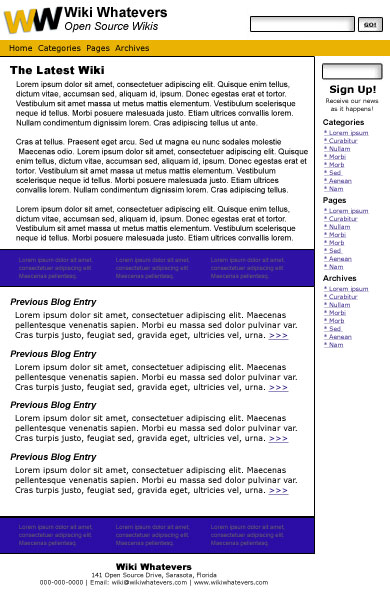 WW Wiki Whatevers
Open Source Wikis
GO!
Home Categories Pages Archives
The Latest Wiki
Lorem ipsum dolor sit amet, consectetuer adipiscing elit. Quisque enim tellus,
dictum vitae, accumsan sed, aliquam id, ipsum. Donec egestas erat et tortor.
Vestibulum sit amet massa ut metus mattis elementum. Vestibulum scelerisque
neque id tellus. Morbi posuere malesuada justo. Etiam ultrices convallis lorem.
Nullam condimentum dignissim lorem. Cras adipiscing tellus ut ante.
Cras at tellus. Praesent eget arcu. Sed ut magna eu nunc sodales molestie
Maecenas odio. Lorem ipsum dolor sit amet, consectetuer adipiscing elit. Quisque
enim tellus, dictum vitae, accumsan sed, aliquam id, ipsum. Donec egestas erat et
tortor. Vestibulum sit amet massa ut metus mattis elementum. Vestibulum
scelerisque neque id tellus. Morbi posuere malesuada justo. Etiam ultrices
convallis lorem. Nullam condimentum dignissim lorem. Cras adipiscing tellus.
Lorem ipsum dolor sit amet, consectetuer adipiscing elit. Quisque enim tellus,
dictum vitae, accumsan sed, aliquam id, ipsum. Donec egestas erat et tortor.
Vestibulum sit amet massa ut metus mattis elementum. Vestibulum scelerisque
neque id tellus. Morbi posuere malesuada justo. Etiam ultrices convallis lorem.
Lorem ipsum dolor sit amet,
consectetuer adipiscing elit.
Maecenas pellenteaq.
Lorem ipsum dolor sit amet,
consectetuer adipiscing elit.
Maecenas pellenteaq.
Lorem ipsum dolor sit amet,
consectetuer adipiscing elit.
Maecenas pellenteaq.
Previous Blog Entry
Lorem ipsum dolor sit amet, consectetuer adipiscing elit. Maecenas
pellentesque venenatis sapien. Morbi eu massa sed dolor pulvinar var.
Cras turpis justo, feugiat sed, gravida eget, ultricies vel, urna. >>>
Previous Blog Entry
Lorem ipsum dolor sit amet, consectetuer adipiscing elit. Maecenas
pellentesque venenatis sapien. Morbi eu massa sed dolor pulvinar var.
Cras turpis justo, feugiat sed, gravida eget, ultricies vel, urna. >>>
Previous Blog Entry
Lorem ipsum dolor sit amet, consectetuer adipiscing elit. Maecenas
pellentesque venenatis sapien. Morbi eu massa sed dolor pulvinar var.
Cras turpis justo, feugiat sed, gravida eget, ultricies vel, urna. >>>
Previous Blog Entry
Lorem ipsum dolor sit amet, consectetuer adipiscing elit. Maecenas
pellentesque venenatis sapien. Morbi eu massa sed dolor pulvinar var.
Cras turpis justo, feugiat sed, gravida eget, ultricies vel, urna. >>>
Lorem ipsum dolor sit amet,
consectetuer adipiscing elit.
Maecenas pellenteaq.
Lorem ipsum dolor sit amet,
consectetuer adipiscing elit.
Maecenas pellenteaq.
Lorem ipsum dolor sit amet,
consectetuer adipiscing elit.
Maecenas pellenteaq.
Sign Up!
Receive our news
as it happens!
Categories
* Lorem ipsum
* Curabitur
* Nullam
* Morbi
* Morbi
* Sed
* Aenean
* Nam
Pages
* Lorem ipsum
* Curabitur
* Nullam
* Morbi
* Morbi
* Sed
* Aenean
* Nam
Archives
* Lorem ipsum
* Curabitur
* Nullam
* Morbi
* Morbi
* Sed
* Aenean
* Nam
Wiki Whatevers
141 Open Source Drive, Sarasota, Florida
000-000-0000 | Email: wiki@wikiwhatevers.com | www.wikiwhatevers.com